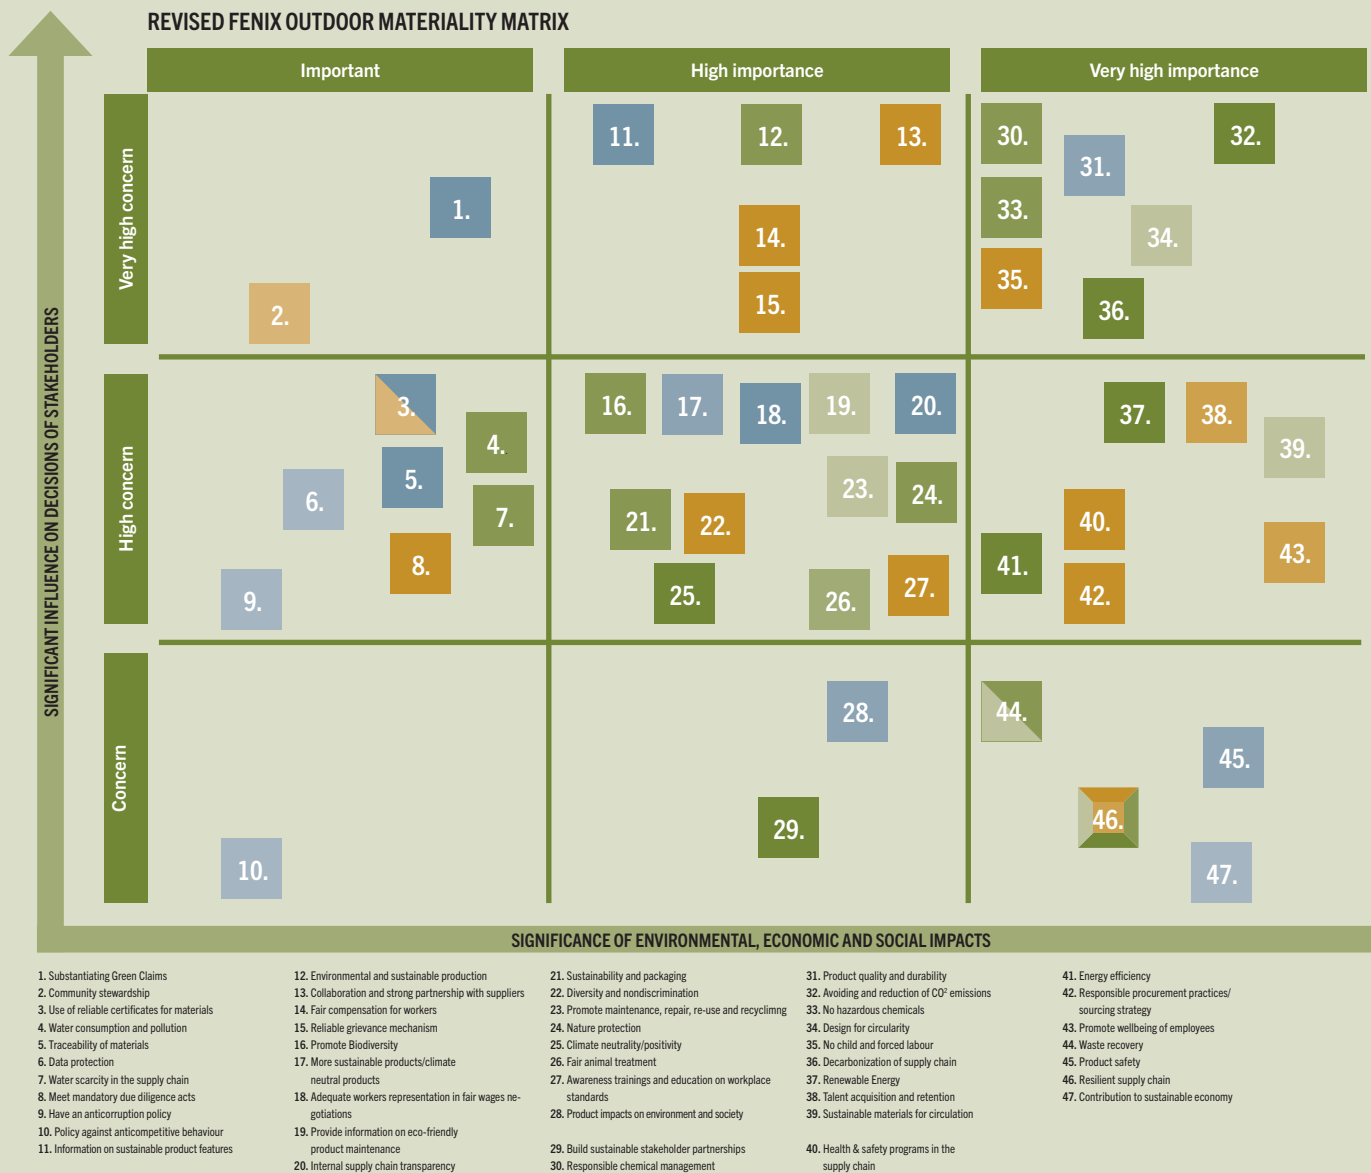 REVISED FENIX OUTDOOR MATERIALITY MATRIX
Important
High importance
Very high importance
SIGNIFICANT INFLUENCE ON DECISIONS OF STAKEHOLDERS
Very high concern
11.
12.
13.
30.
31.
32.
1.
33.
14.
34.
2.
15.
35.
36.
High concern
3.
16.
17.
18.
19.
20.
37.
38.
4.
39.
5.
6.
23.
24.
7.
21.
22.
40.
8.
43.
9.
25.
26.
27.
41.
42.
Concern
28.
44.
45.
29.
46.
10.
47.
SIGNIFICANCE OF ENVIRONMENTAL, ECONOMIC AND SOCIAL IMPACTS
1. Substantiating Green Claims
2. Community stewardship
3. Use of reliable certificates for materials
4. Water consumption and pollution
5. Traceability of materials
6. Data protection
7. Water scarcity in the supply chain
8. Meet mandatory due diligence acts
9. Have an anticorruption policy
10. Policy against anticompetitive behaviour
11. Information on sustainable product features
12. Environmental and sustainable production
13. Collaboration and strong partnership with suppliers
14. Fair compensation for workers
15. Reliable grievance mechanism
16. Promote Biodiversity
17. More sustainable products/climate
neutral products
18. Adequate workers representation in fair wages ne-
gotiations
19. Provide information on eco-friendly
product maintenance
20. Internal supply chain transparency
21. Sustainability and packaging
22. Diversity and nondiscrimination
23. Promote maintenance, repair, re-use and recyclimng
24. Nature protection
25. Climate neutrality/positivity
26. Fair animal treatment
27. Awareness trainings and education on workplace
standards
28. Product impacts on environment and society
29. Build sustainable stakeholder partnerships
30. Responsible chemical management
31. Product quality and durability
32. Avoiding and reduction of CO² emissions
33. No hazardous chemicals
34. Design for circularity
35. No child and forced labour
36. Decarbonization of supply chain
37. Renewable Energy
38. Talent acquisition and retention
39. Sustainable materials for circulation
40. Health & safety programs in the
supply chain
41. Energy efficiency
42. Responsible procurement practices/
sourcing strategy
43. Promote wellbeing of employees
44. Waste recovery
45. Product safety
46. Resilient supply chain
47. Contribution to sustainable economy